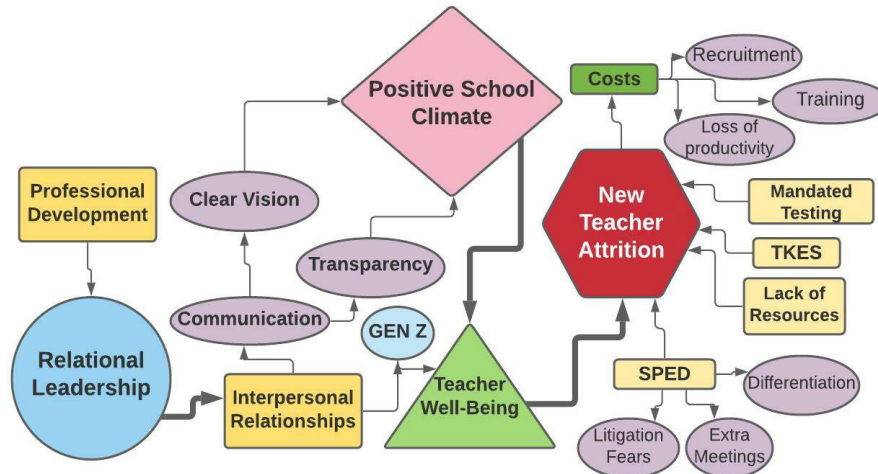 Professional
Development
Relational
Leadership
Interpersonal
Relationships
Communication
Clear Vision
Transparency
Positive School
Climate
GEN Z
Teacher
Well-Being
New
Teacher
Attrition
Costs
Recruitment
Training
Loss of
productivity
Mandated
Testing
TKES
Lack of
Resources
SPED
Differentiation
Litigation
Fears
Extra
Meetings